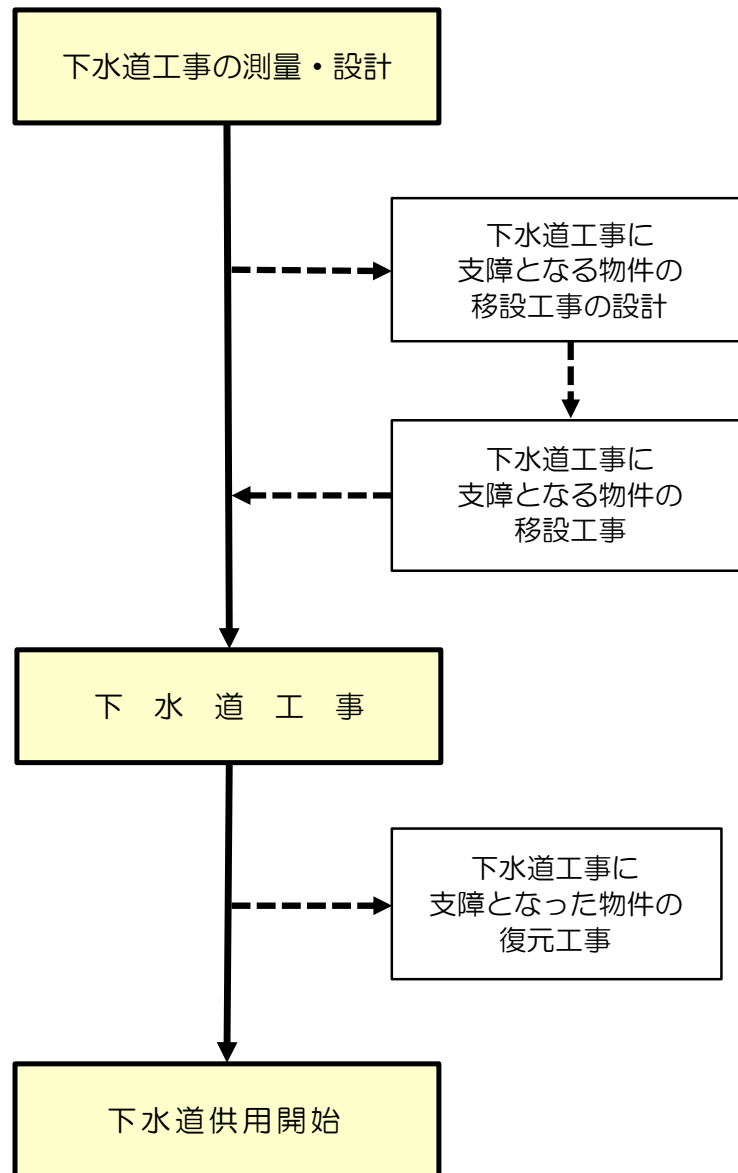 下水道工事の測量・設計
下水道工事に
支障となる物件の
移設工事の設計
下水道工事に
支障となる物件の
移設工事
下水道工事
下水道工事に
支障となった物件の
復元工事
下水道供用開始